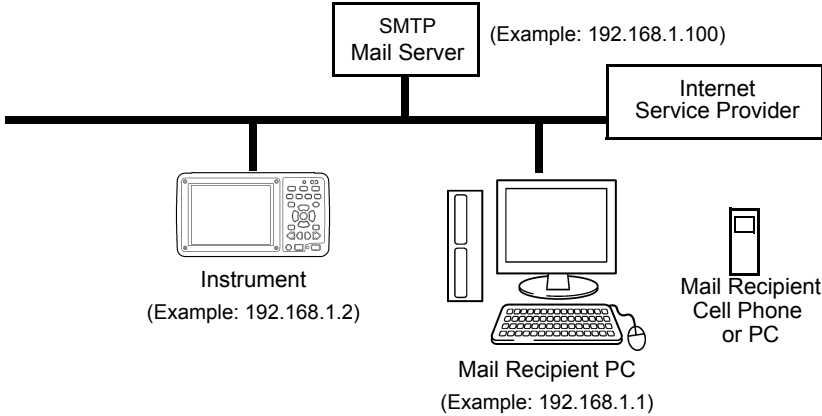 SMTP
Mail Server
(Example: 192.168.1.100)
Internet
Service Provider
Instrument
(Example: 192.168.1.2)
Mail Recipient
Cell Phone
or PC
Mail Recipient PC
(Example: 192.168.1.1)